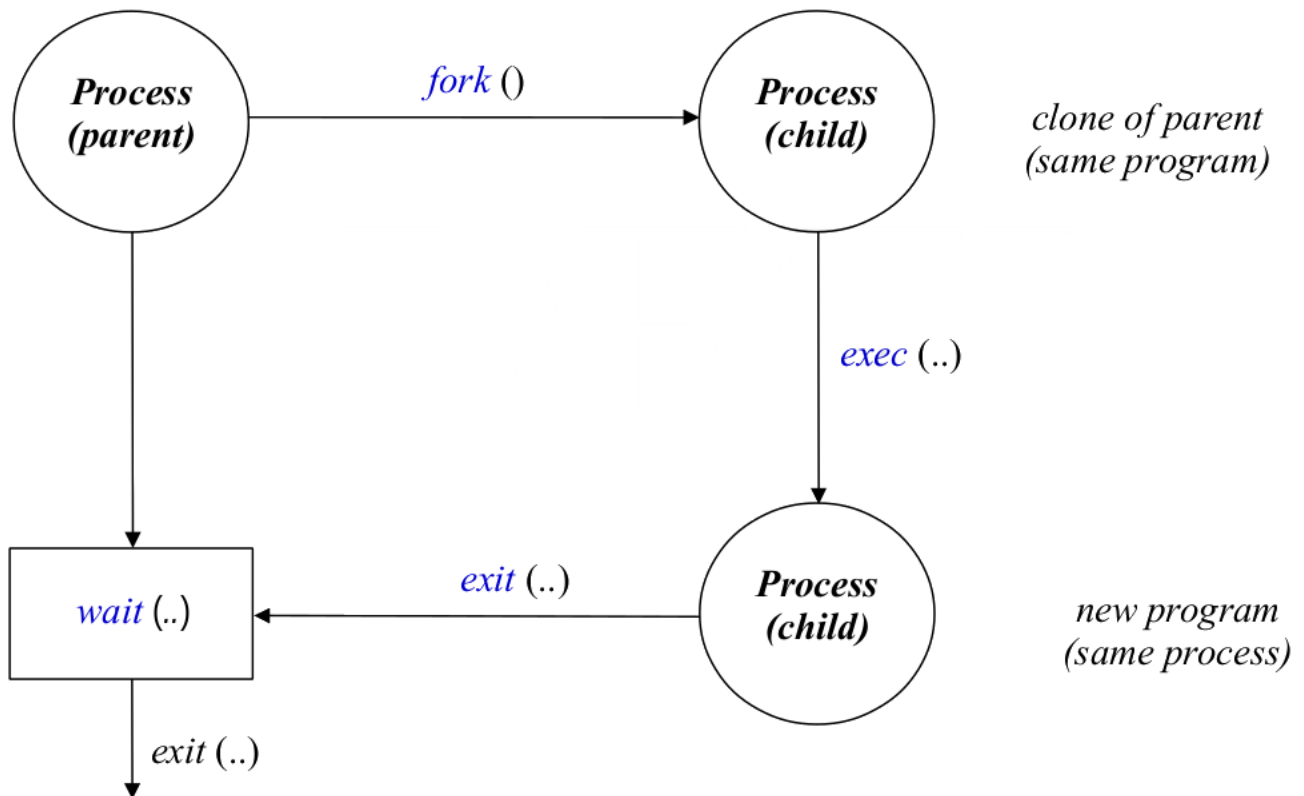 Process
(parent)
fork ()
Process
(child)
clone of parent
(same program)
exec (..)
wait (..)
exit (..)
Process
(child)
new program
(same process)
exit (..)